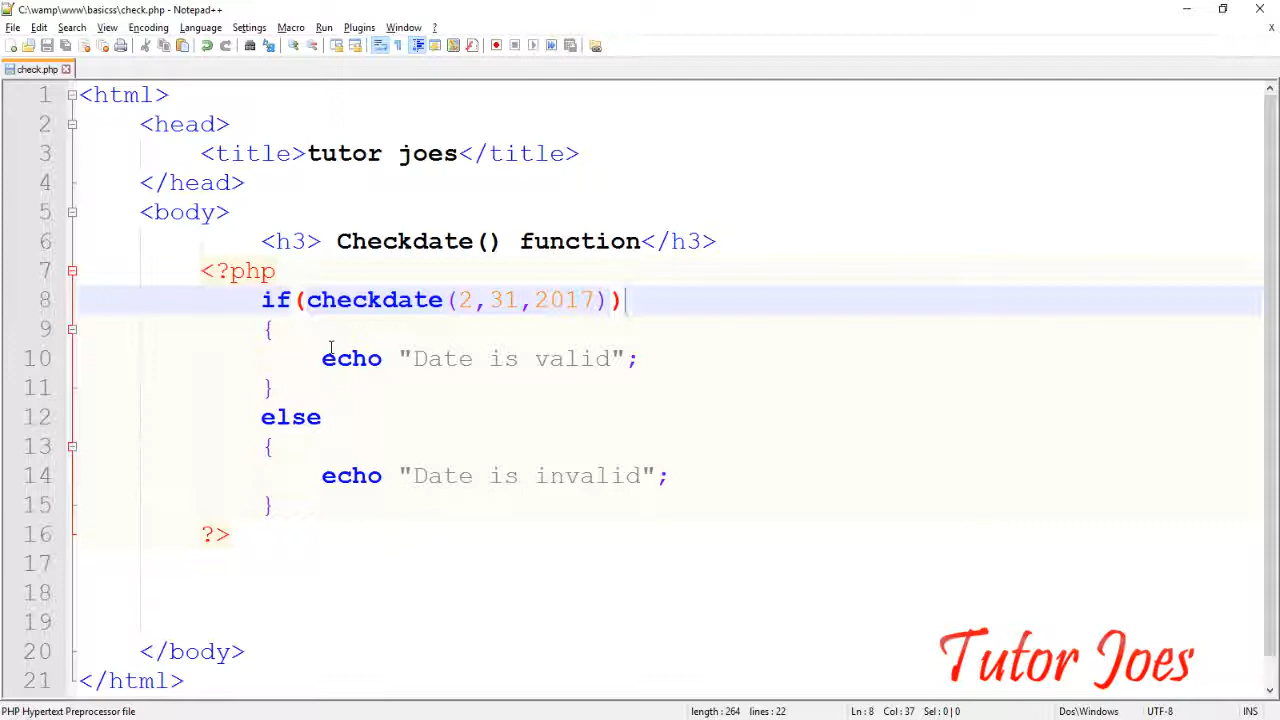 C:\wamp\www\basicss\check.php - Notepad++
File Edit Search View Encoding Language Settings Macro Run Plugins Window ?
check.php
1 <html>
2 <head>
3 <title>tutor joes</title>
4 </head>
5 <body>
6 <h3> Checkdate() function</h3>
7 <?php
8 if(checkdate(2,31,2017))
9 {
10 echo "Date is valid";
11 }
12 else
13 {
14 echo "Date is invalid";
15 }
16 ?>
17
18
19
20 </body>
21 </html>
Tutor Joes
PHP Hypertext Preprocessor file length : 264 lines : 22 Ln : 8 Col : 37 Sel : 0 | 0 Dos\Windows UTF-8 INS